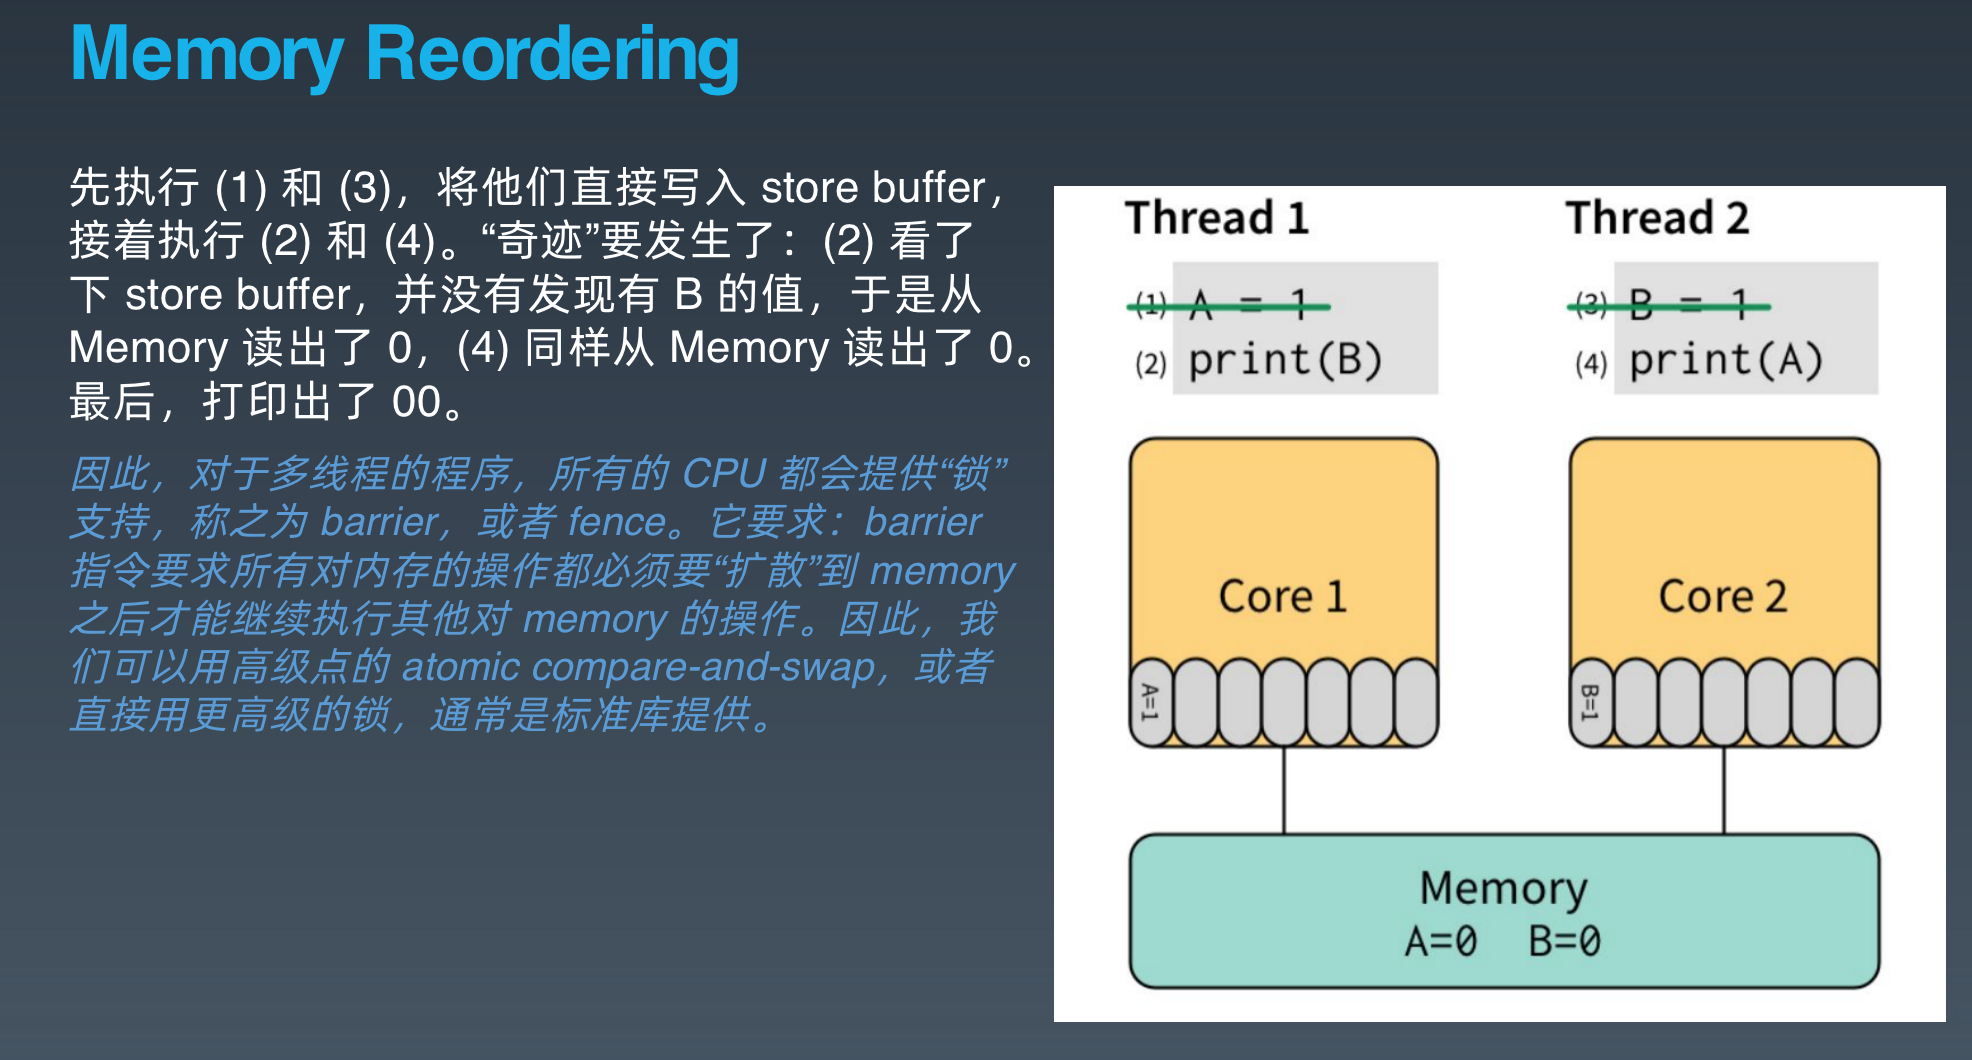 Memory Reordering
先执行 (1) 和 (3)，将他们直接写入 store buffer，
接着执行 (2) 和 (4)。“奇迹”要发生了：(2) 看了
下 store buffer，并没有发现有 B 的值，于是从
Memory 读出了 0，(4) 同样从 Memory 读出了 0。
最后，打印出了 00。
因此，对于多线程的程序，所有的 CPU 都会提供“锁”
支持，称之为 barrier，或者 fence。它要求：barrier
指令要求所有对内存的操作都必须要“扩散”到 memory
之后才能继续执行其他对 memory 的操作。因此，我
们可以用高级点的 atomic compare-and-swap，或者
直接用更高级的锁，通常是标准库提供。
Thread 1
(1) A = 1
(2) print(B)
Thread 2
(3) B = 1
(4) print(A)
Core 1
A=1
Core 2
B=1
Memory
A=0 B=0